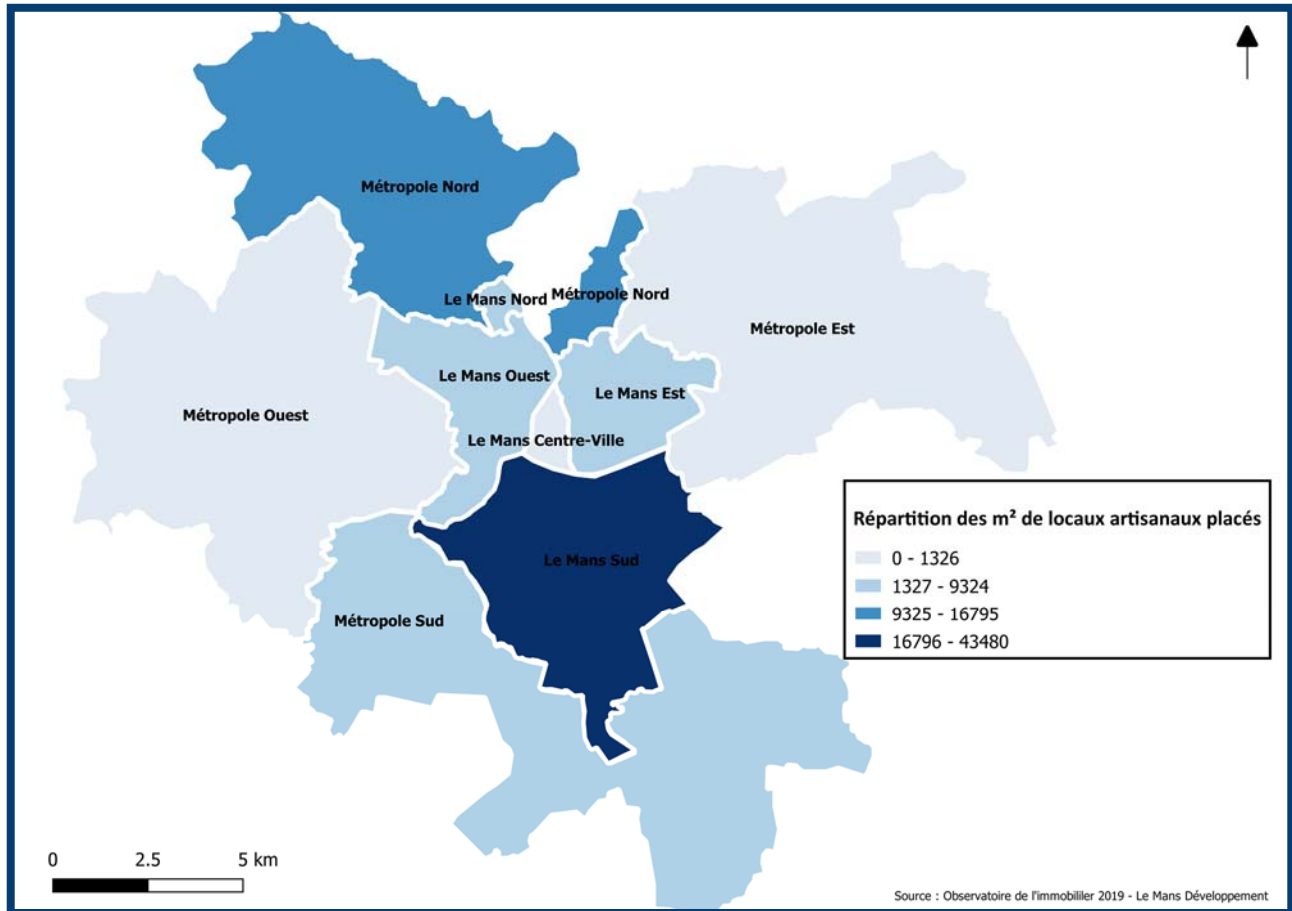 Métropole Nord
Le Mans Nord
Métropole Nord
Métropole Est
Le Mans Ouest
Le Mans Est
Métropole Ouest
Le Mans Centre-Ville
Le Mans Sud
Métropole Sud
Répartition des m² de locaux artisanaux placés
0 - 1326
1327 - 9324
9325 - 16795
16796 - 43480
0 2.5 5 km
Source : Observatoire de l'immobililer 2019 - Le Mans Développement